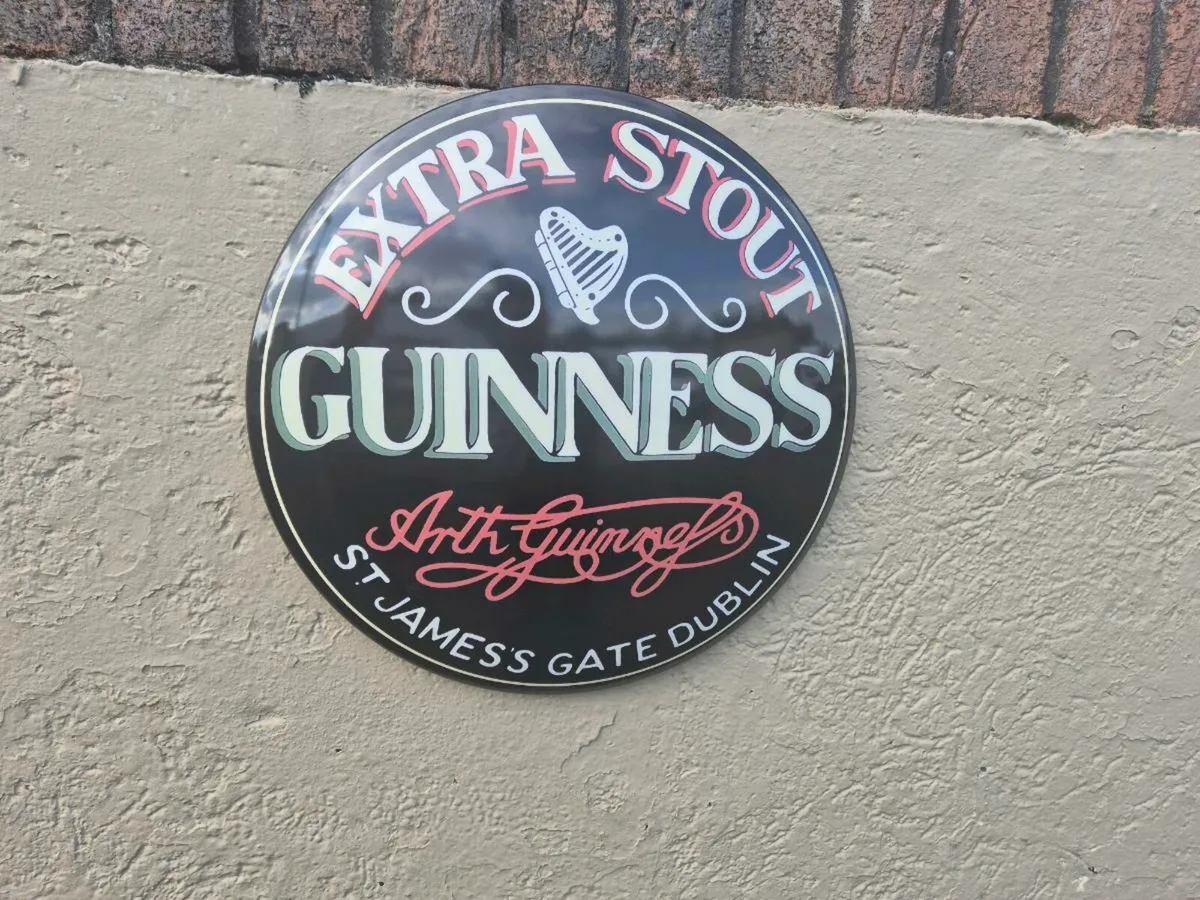 EXTRA STOUT
GUINNESS
Arth Guinness
ST. JAMES'S GATE DUBLIN